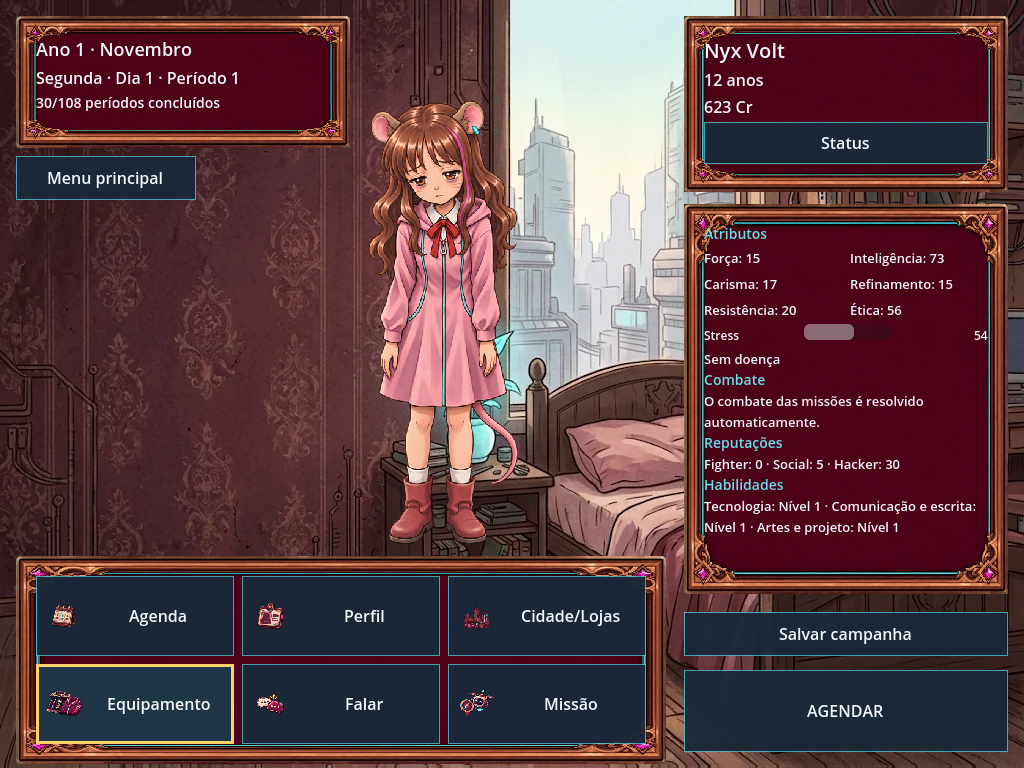 Ano 1 · Novembro
Segunda · Dia 1 · Período 1
30/108 períodos concluídos
Menu principal
Nyx Volt
12 anos
623 Cr
Status
Atributos
Força: 15 Inteligência: 73
Carisma: 17 Refinamento: 15
Resistência: 20 Ética: 56
Stress 54
Sem doença
Combate
O combate das missões é resolvido
automaticamente.
Reputações
Fighter: 0 · Social: 5 · Hacker: 30
Habilidades
Tecnologia: Nível 1 · Comunicação e escrita:
Nível 1 · Artes e projeto: Nível 1
Agenda Perfil Cidade/Lojas
Equipamento Falar Missão
Salvar campanha
AGENDAR